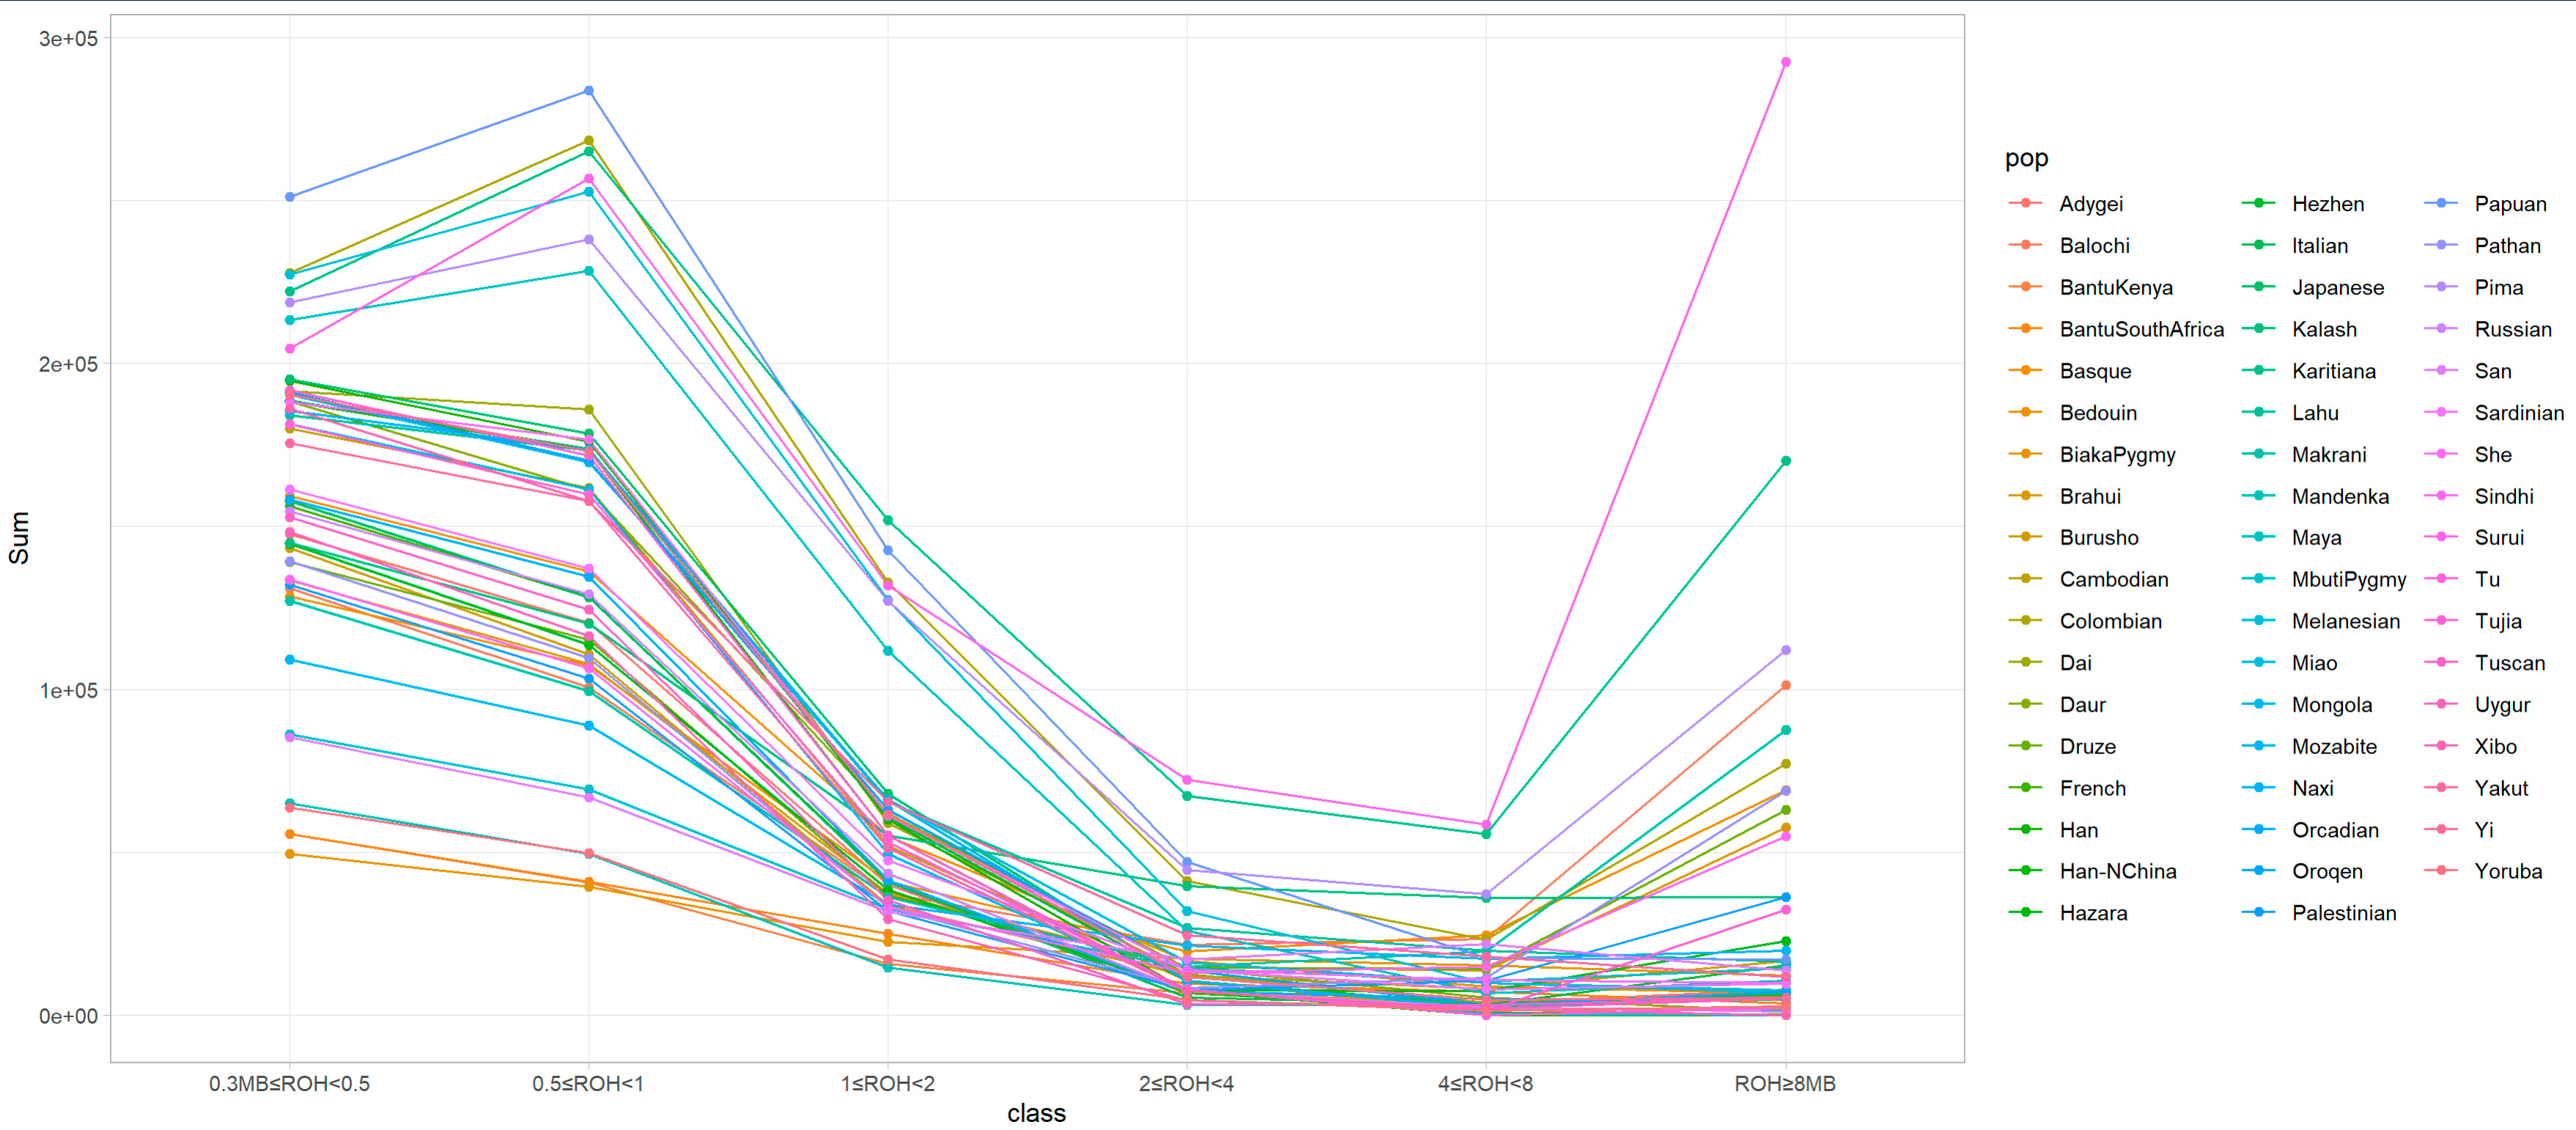 3e+05
2e+05
1e+05
0e+00
Sum
0.3MB≤ROH<0.5
0.5≤ROH<1
1≤ROH<2
2≤ROH<4
4≤ROH<8
ROH≥8MB
class
pop
Adygei
Balochi
BantuKenya
BantuSouthAfrica
Basque
Bedouin
BiakaPygmy
Brahui
Burusho
Cambodian
Colombian
Dai
Daur
Druze
French
Han
Han-NChina
Hazara
Hezhen
Italian
Japanese
Kalash
Karitiana
Lahu
Makrani
Mandenka
Maya
MbutiPygmy
Melanesian
Miao
Mongola
Mozabite
Naxi
Orcadian
Oroqen
Palestinian
Papuan
Pathan
Pima
Russian
San
Sardinian
She
Sindhi
Surui
Tu
Tujia
Tuscan
Uygur
Xibo
Yakut
Yi
Yoruba